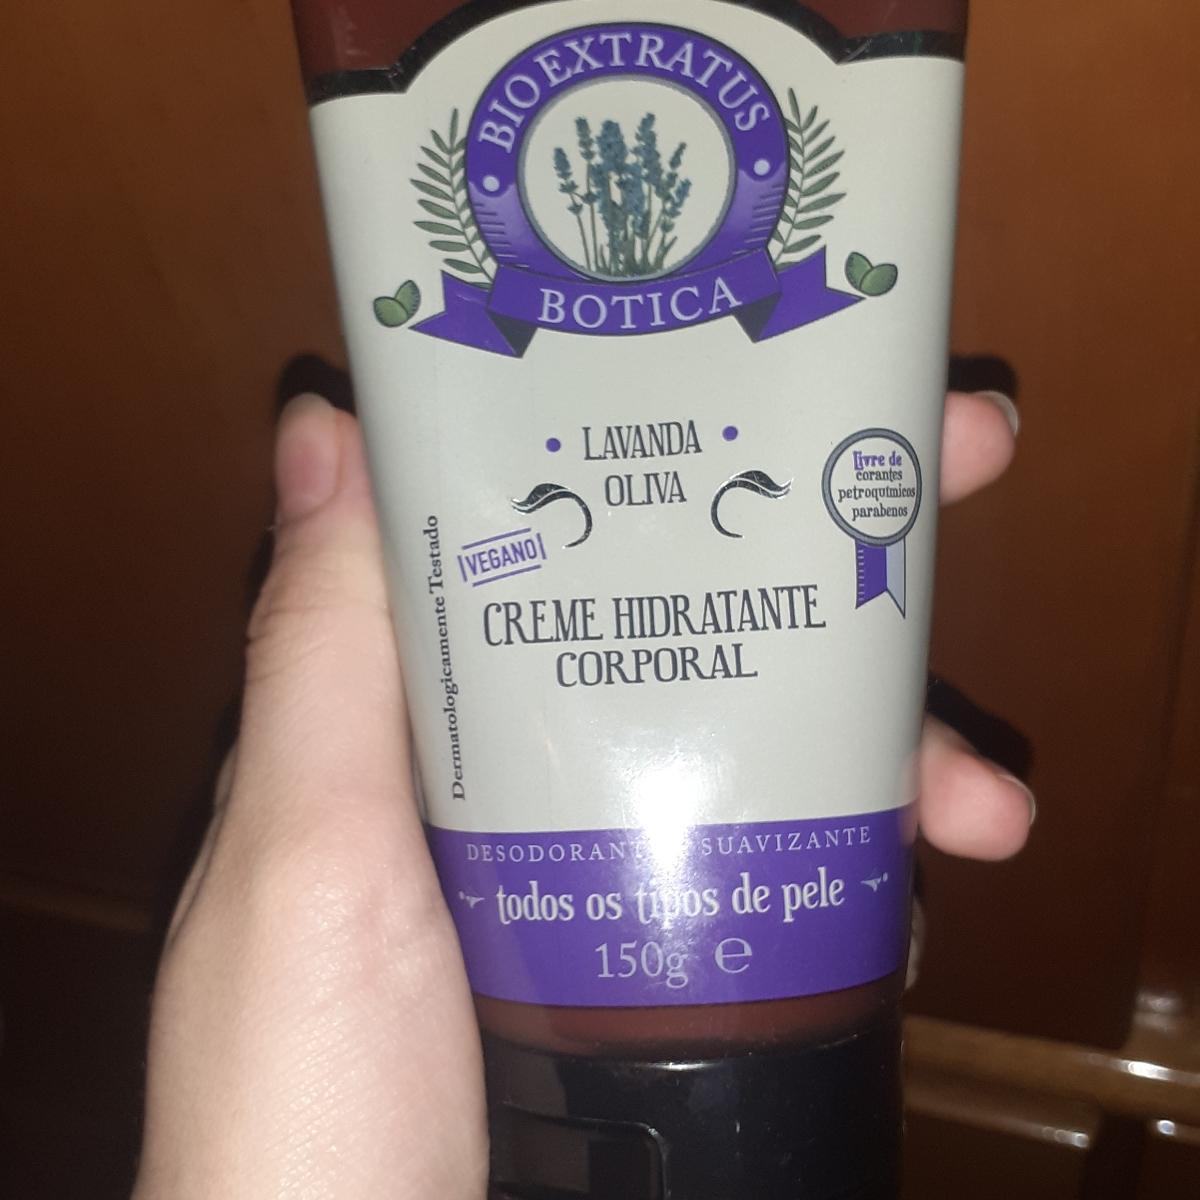 BIO EXTRATUS
BOTICA
LAVANDA
OLIVA
Livre de
corantes
petroquímicos
parabenos
VEGANO
Dermatologicamente Testado
CREME HIDRATANTE
CORPORAL
SUAVIZANTE
todos os tipos de pele
150g ℮